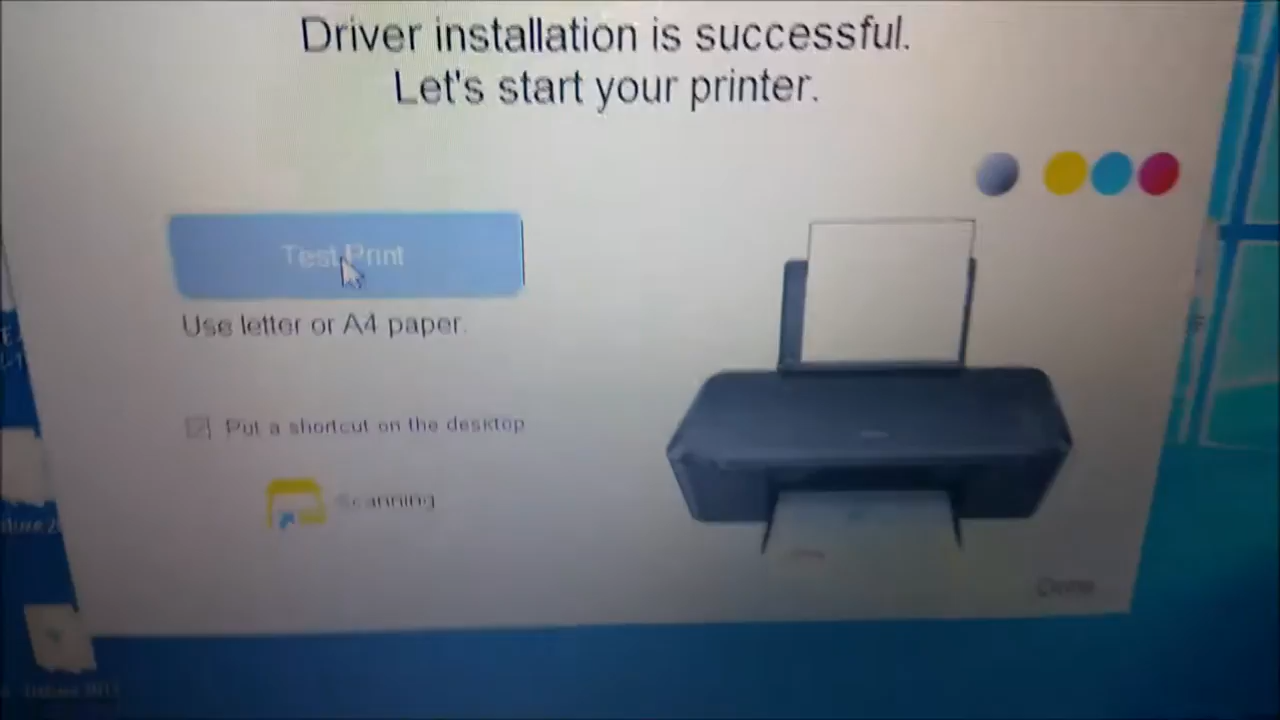 Driver installation is successful.
Let's start your printer.
Test Print
Use letter or A4 paper.
Put a shortcut on the desktop
Scanning
Done